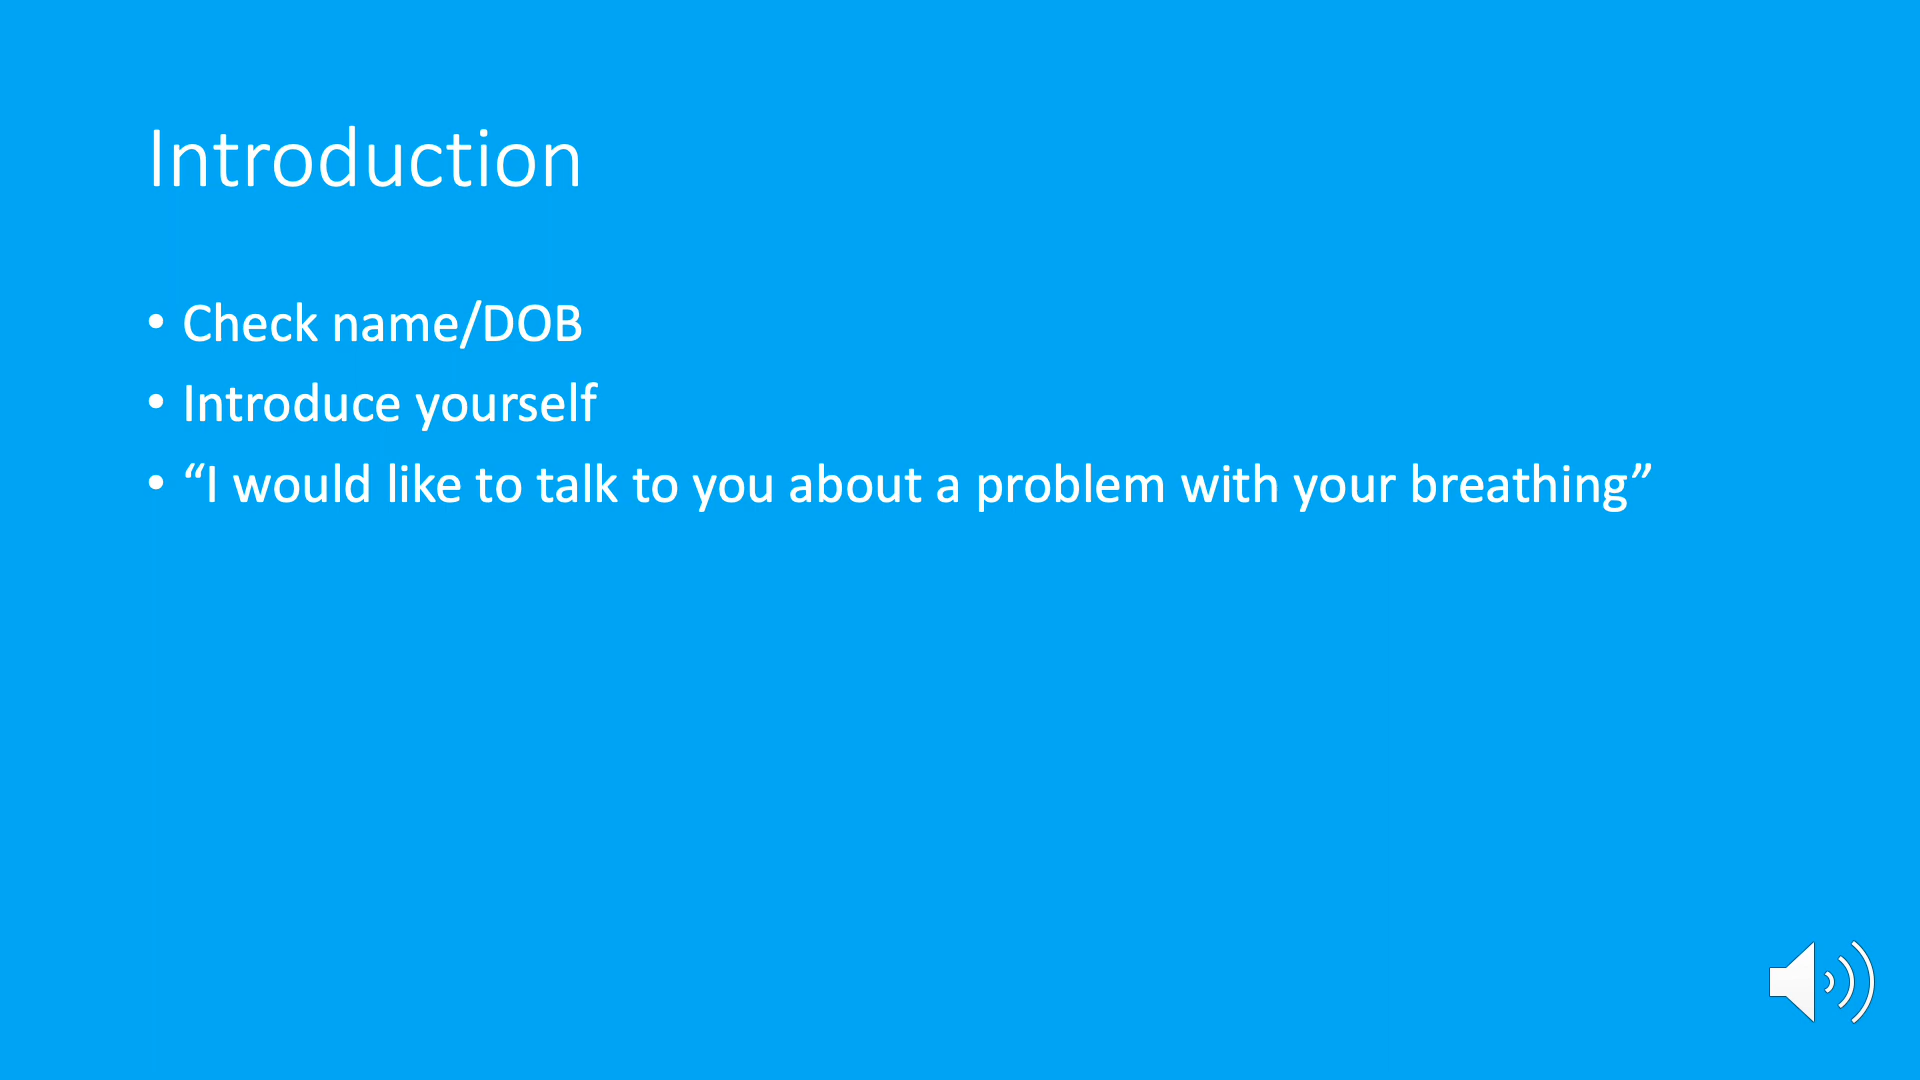 Introduction
• Check name/DOB
• Introduce yourself
• “I would like to talk to you about a problem with your breathing”